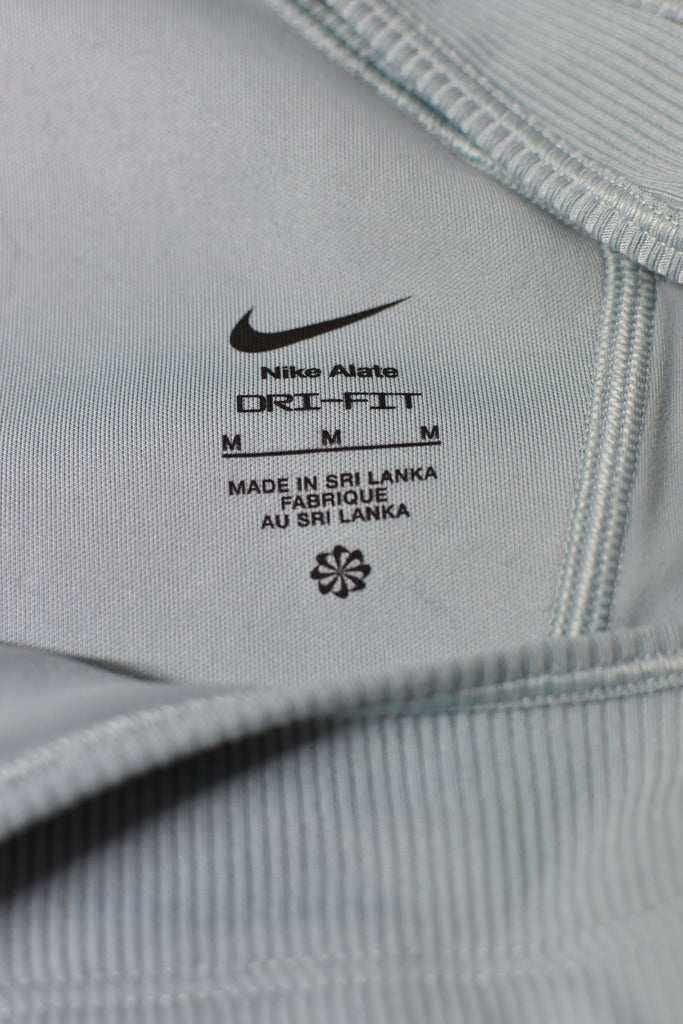 Nike Alate
DRI-FIT
M M M
MADE IN SRI LANKA
FABRIQUE
AU SRI LANKA